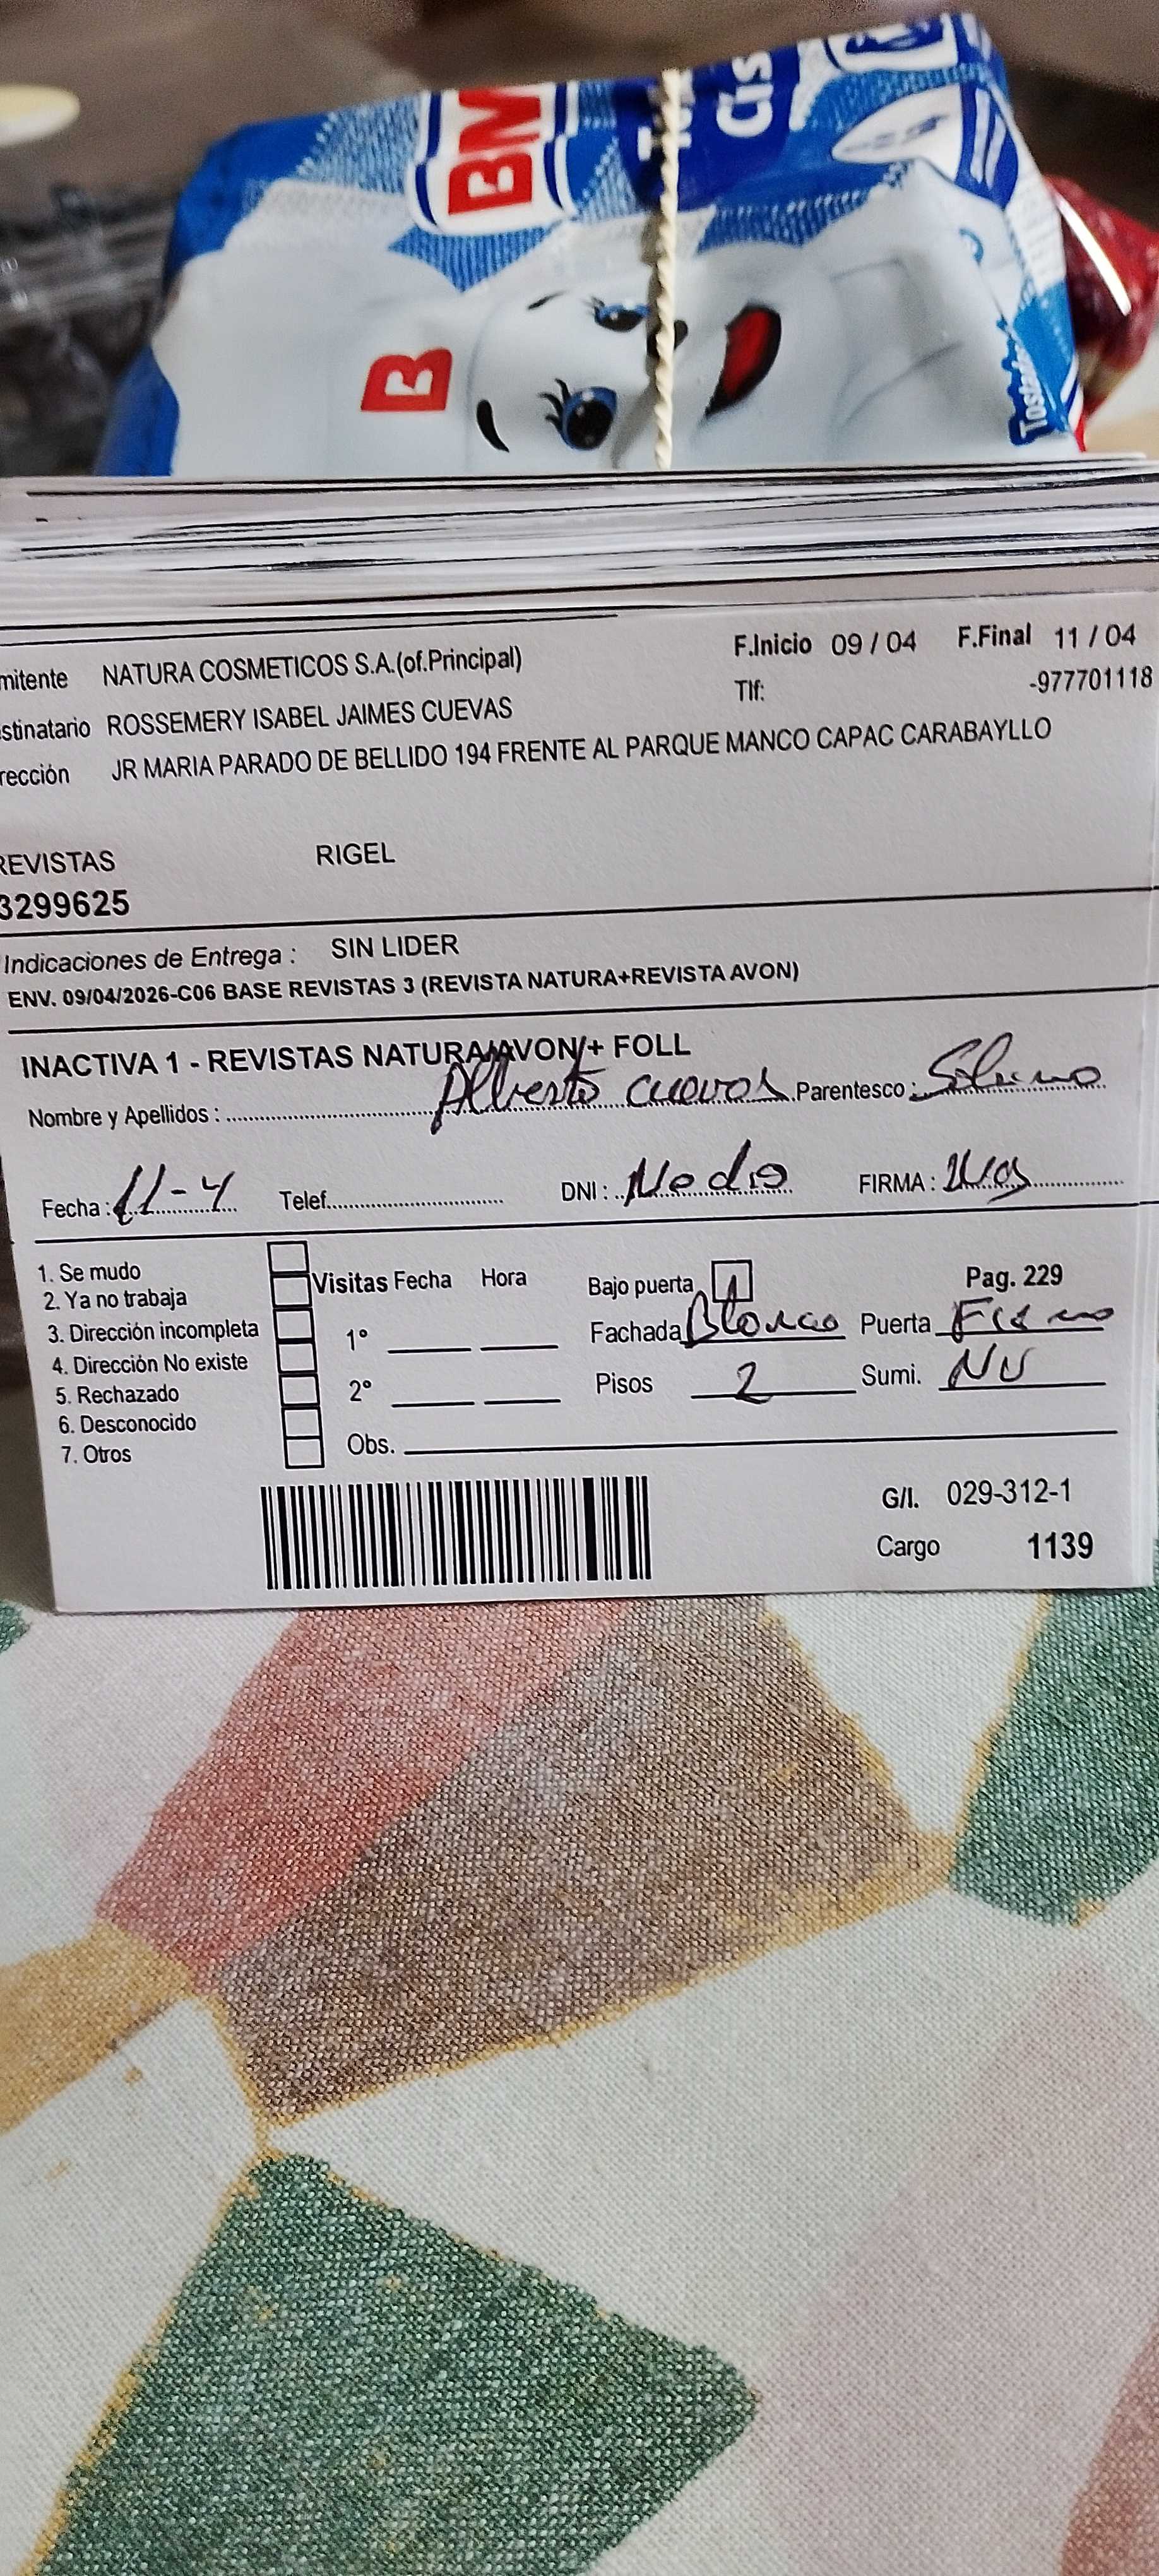 BM
Cis
B
Tostado
mitente NATURA COSMETICOS S.A.(of.Principal) F.Inicio 09 / 04 F.Final 11 / 04
Tlf: -977701118
stinatario ROSSEMERY ISABEL JAIMES CUEVAS
rección JR MARIA PARADO DE BELLIDO 194 FRENTE AL PARQUE MANCO CAPAC CARABAYLLO
REVISTAS RIGEL
3299625
Indicaciones de Entrega : SIN LIDER
ENV. 09/04/2026-C06 BASE REVISTAS 3 (REVISTA NATURA+REVISTA AVON)
INACTIVA 1 - REVISTAS NATURA/AVON/+ FOLL
Nombre y Apellidos : Alberto cuevas Parentesco :
Fecha : 11-4 Telef. DNI : FIRMA :
1. Se mudo
2. Ya no trabaja
3. Dirección incompleta
4. Dirección No existe
5. Rechazado
6. Desconocido
7. Otros
Visitas Fecha Hora
1°
2°
Obs.
Bajo puerta Pag. 229
Fachada Blanco Puerta Fierro
Pisos 2 Sumi. NV
G/I. 029-312-1
Cargo 1139